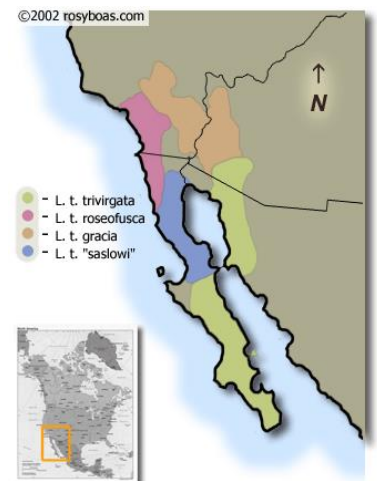 ©2002 rosyboas.com
N
- L. t. trivirgata
- L. t. roseofusca
- L. t. gracia
- L. t. "saslowi"